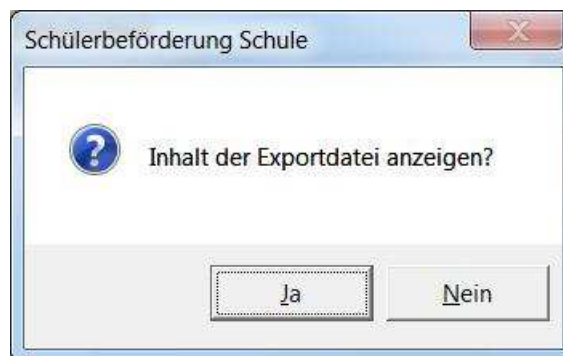 Schülerbeförderung Schule
Inhalt der Exportdatei anzeigen?
Ja
Nein